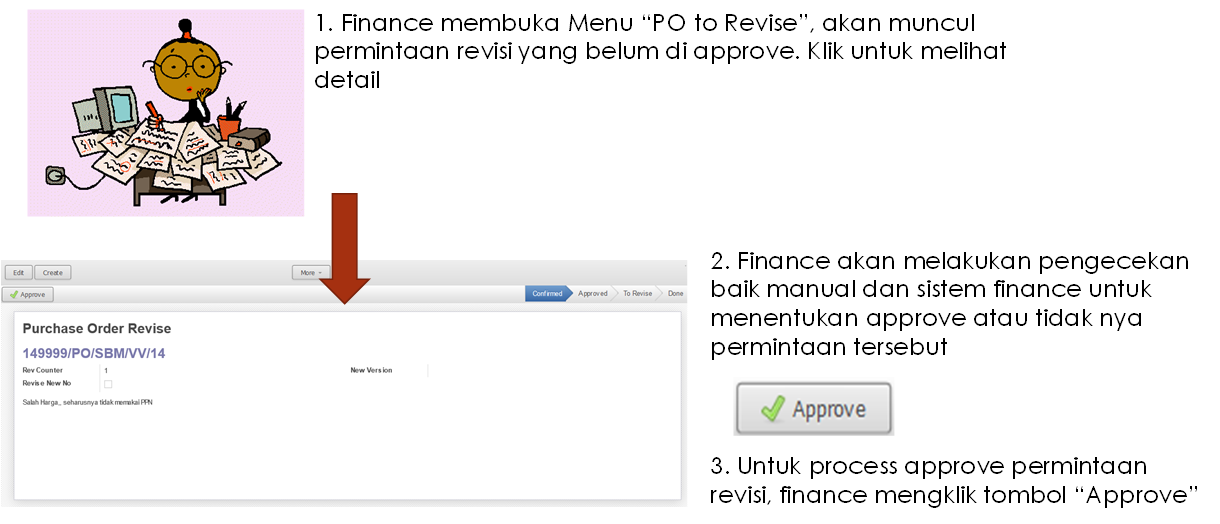 1. Finance membuka Menu “PO to Revise”, akan muncul
permintaan revisi yang belum di approve. Klik untuk melihat
detail
Edit Create More
Approve Confirmed Approved To Revise Done
Purchase Order Revise
149999/PO/SBM/VV/14
Rev Counter 1 New Version
Revise New No
Salah Harga,, seharusnya tidak memakai PPN
2. Finance akan melakukan pengecekan
baik manual dan sistem finance untuk
menentukan approve atau tidak nya
permintaan tersebut
Approve
3. Untuk process approve permintaan
revisi, finance mengklik tombol “Approve”